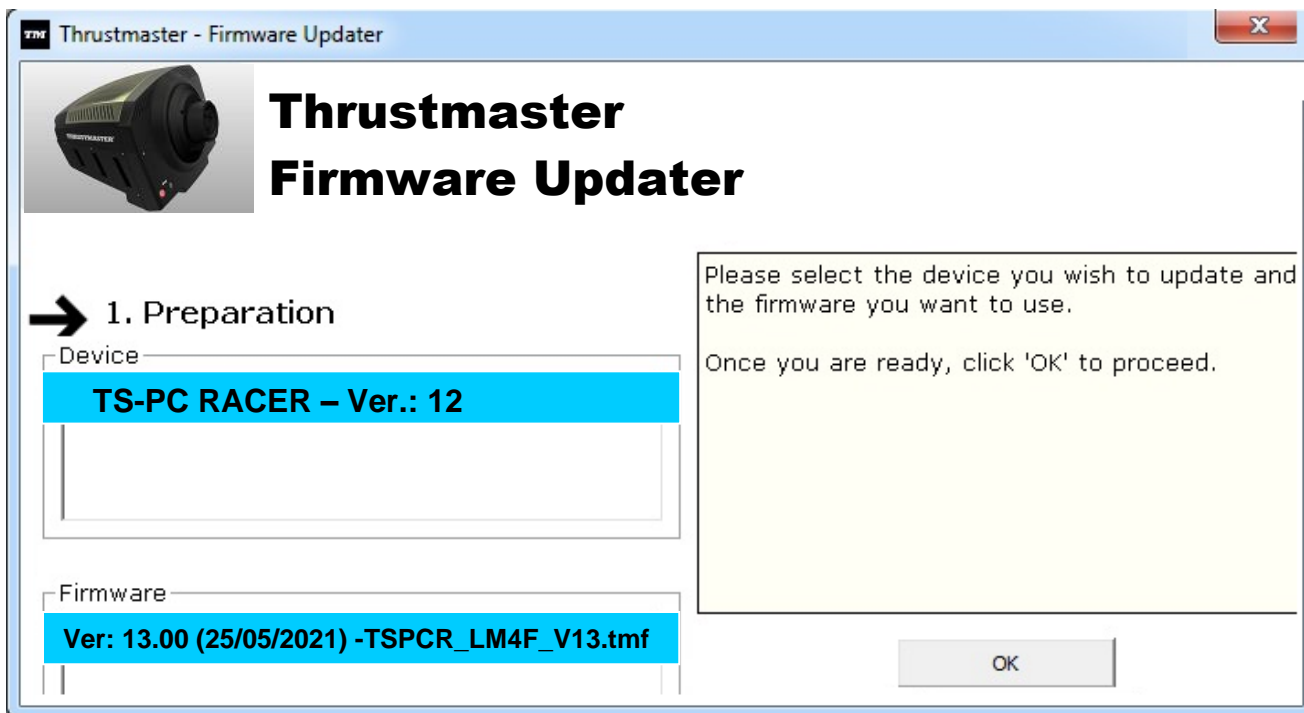 Thrustmaster - Firmware Updater
Thrustmaster
Firmware Updater
1. Preparation
Device
TS-PC RACER – Ver.: 12
Firmware
Ver: 13.00 (25/05/2021) -TSPCR_LM4F_V13.tmf
Please select the device you wish to update and
the firmware you want to use.
Once you are ready, click 'OK' to proceed.
OK